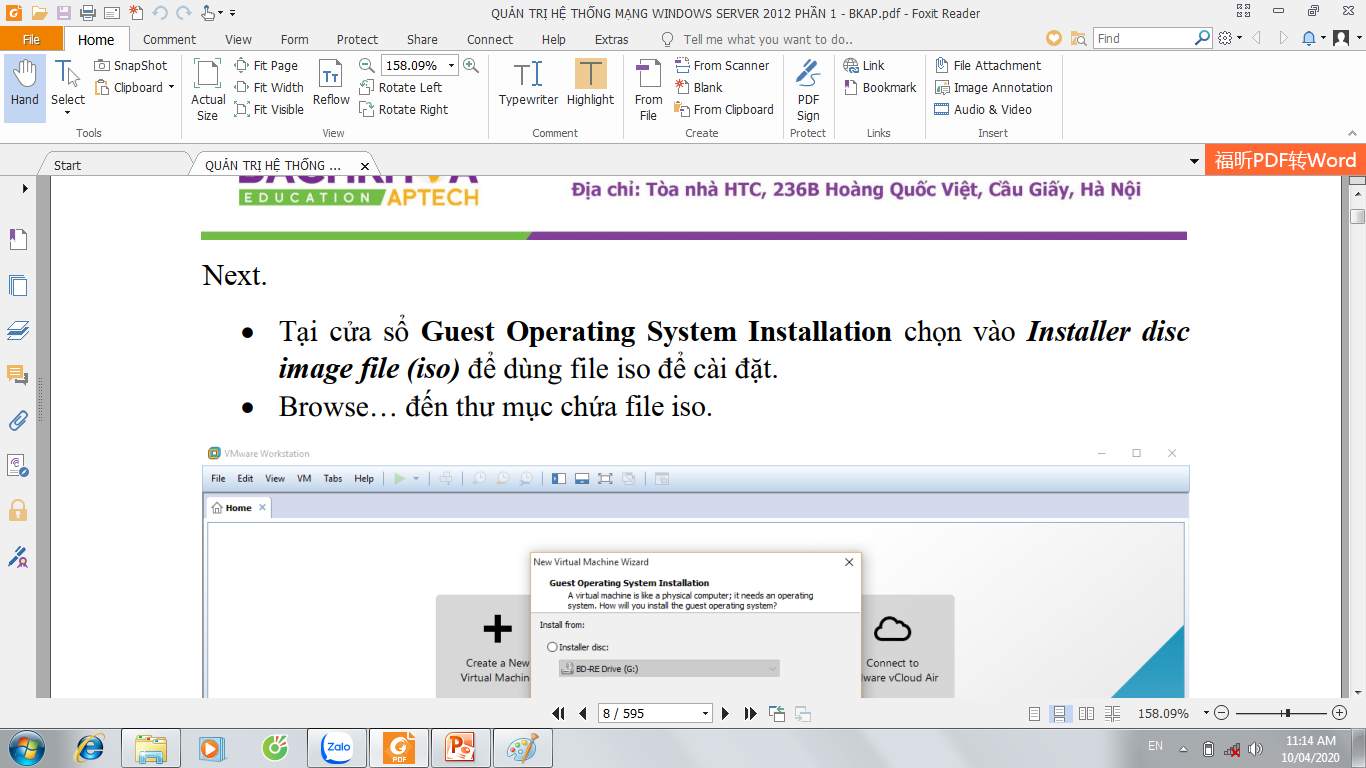 QUẢN TRỊ HỆ THỐNG MẠNG WINDOWS SERVER 2012 PHẦN 1 - BKAP.pdf - Foxit Reader
File Home Comment View Form Protect Share Connect Help Extras Tell me what you want to do.. Find
SnapShot Fit Page 158.09% From Scanner Link File Attachment
Clipboard Fit Width Rotate Left Blank Bookmark Image Annotation
Hand Select Actual Size Fit Visible Reflow Rotate Right Typewriter Highlight From File From Clipboard PDF Sign Audio & Video
Tools View Comment Create Protect Links Insert
Start QUẢN TRỊ HỆ THỐNG ... 福昕PDF转Word
EDUCATION APTECH
Địa chỉ: Tòa nhà HTC, 236B Hoàng Quốc Việt, Cầu Giấy, Hà Nội
Next.
• Tại cửa sổ Guest Operating System Installation chọn vào Installer disc
image file (iso) để dùng file iso để cài đặt.
• Browse… đến thư mục chứa file iso.
VMware Workstation
File Edit View VM Tabs Help
Home
New Virtual Machine Wizard
Guest Operating System Installation
A virtual machine is like a physical computer; it needs an operating
system. How will you install the guest operating system?
Install from:
Installer disc:
BD-RE Drive (G:)
Create a New
Virtual Machin
Connect to
ware vCloud Air
8 / 595 158.09%
Zalo PDF EN 11:14 AM
10/04/2020